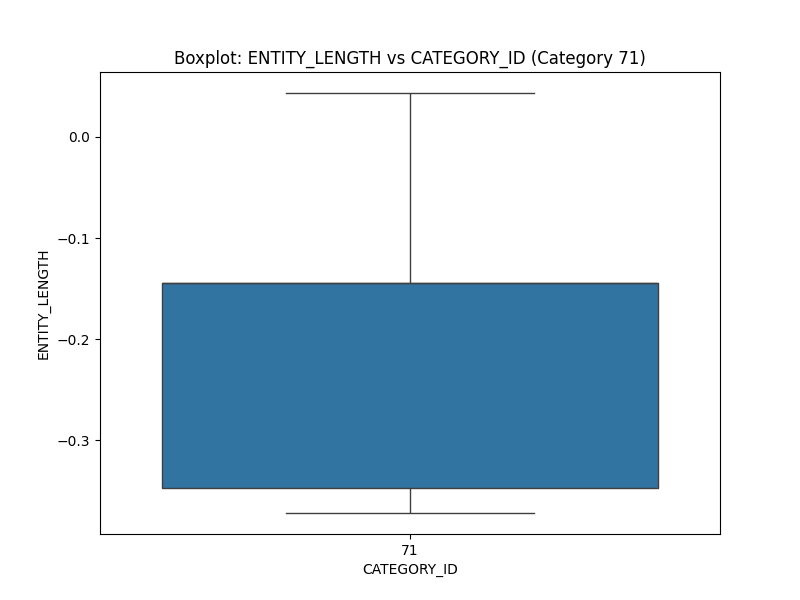 Boxplot: ENTITY_LENGTH vs CATEGORY_ID (Category 71)
0.0
−0.1
−0.2
−0.3
ENTITY_LENGTH
71
CATEGORY_ID